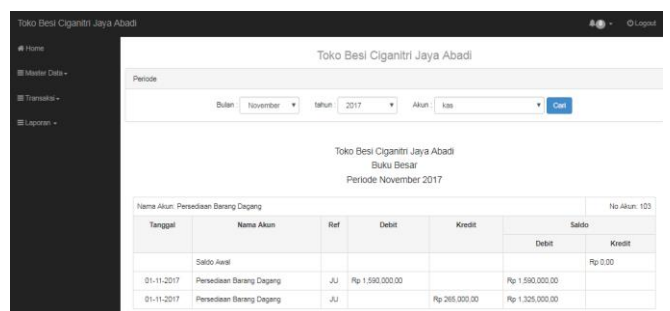 Toko Besi Ciganitri Jaya Abadi
Logout
Home
Master Data
Transaksi
Laporan
Toko Besi Ciganitri Jaya Abadi
Periode
Bulan : November tahun : 2017 Akun : kas Cari
Toko Besi Ciganitri Jaya Abadi
Buku Besar
Periode November 2017
Nama Akun: Persediaan Barang Dagang No Akun: 103
Tanggal Nama Akun Ref Debit Kredit Saldo
Debit Kredit
Saldo Awal Rp 0,00
01-11-2017 Persediaan Barang Dagang JU Rp 1,590,000,00 Rp 1.590,000,00
01-11-2017 Persediaan Barang Dagang JU Rp 265,000,00 Rp 1,325,000,00